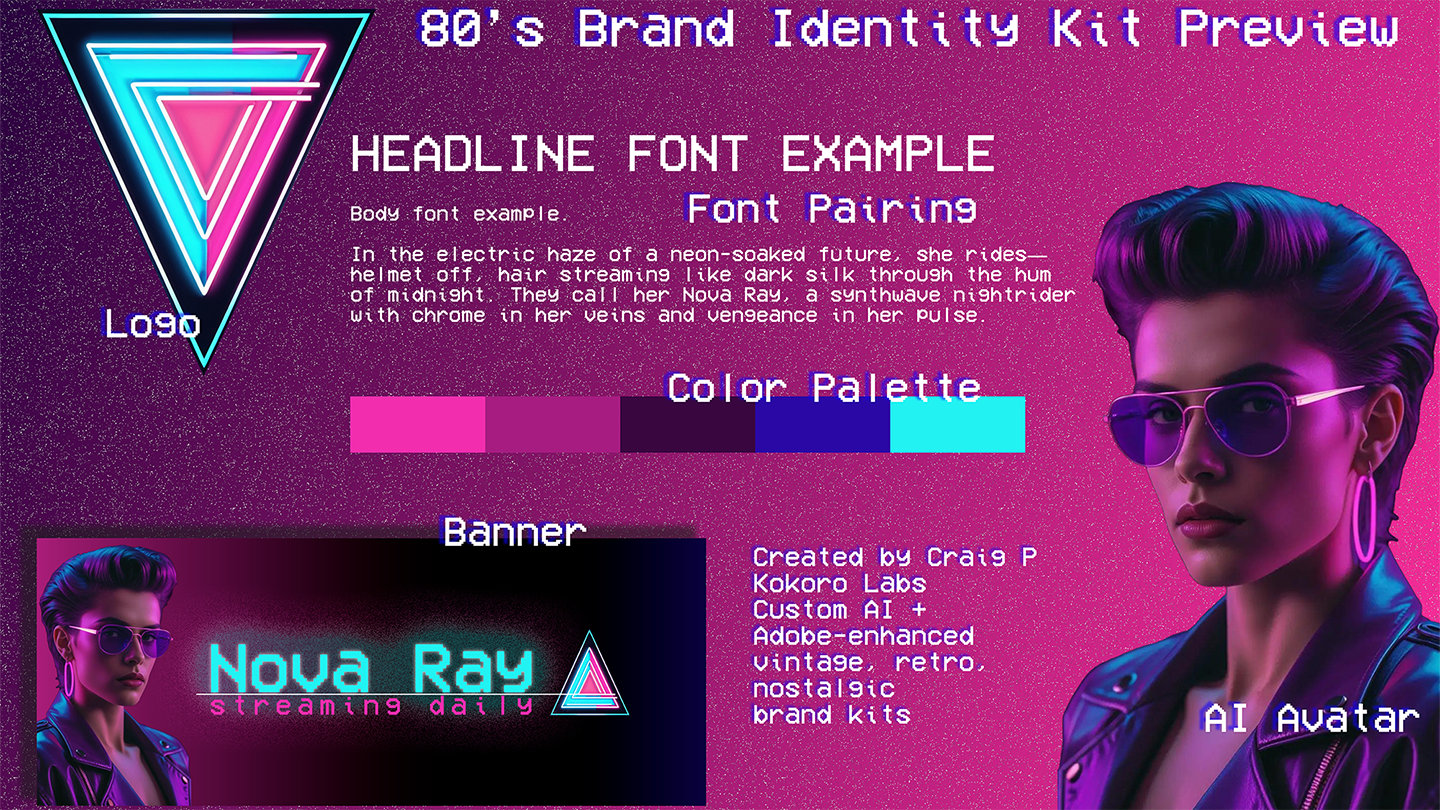 80's Brand Identity Kit Preview
HEADLINE FONT EXAMPLE
Font Pairing
Body font example.
In the electric haze of a neon-soaked future, she rides—
helmet off, hair streaming like dark silk through the hum
of midnight. They call her Nova Ray, a synthwave nightrider
with chrome in her veins and vengeance in her pulse.
Logo
Color Palette
Banner
Nova Ray
streaming daily
Created by Craig P
Kokoro Labs
Custom AI +
Adobe-enhanced
vintage, retro,
nostalgic
brand kits
AI Avatar